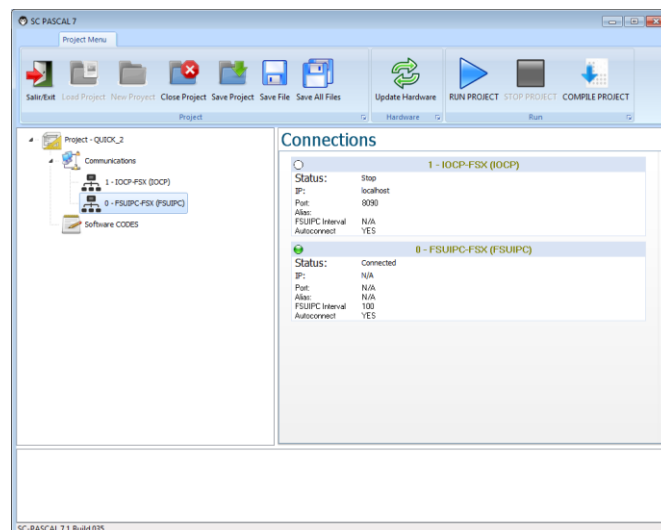 SC PASCAL 7
Project Menu
Salir/Exit Load Project New Proyect Close Project Save Project Save File Save All Files Update Hardware RUN PROJECT STOP PROJECT COMPILE PROJECT
Project Hardware Run
Project - QUICK_2
Communications
1 - IOCP-FSX (IOCP)
0 - FSUIPC-FSX (FSUIPC)
Software CODES
Connections
1 - IOCP-FSX (IOCP)
Status: Stop
IP: localhost
Port: 8090
Alias:
FSUIPC Interval N/A
Autoconnect YES
0 - FSUIPC-FSX (FSUIPC)
Status: Connected
IP: N/A
Port: N/A
Alias: N/A
FSUIPC Interval 100
Autoconnect YES
SC-PASCAL 7.1 Build 035